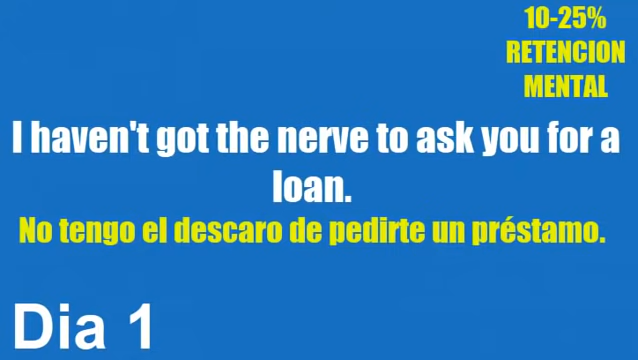 10-25%
RETENCION
MENTAL
I haven't got the nerve to ask you for a
loan.
No tengo el descaro de pedirte un préstamo.
Dia 1